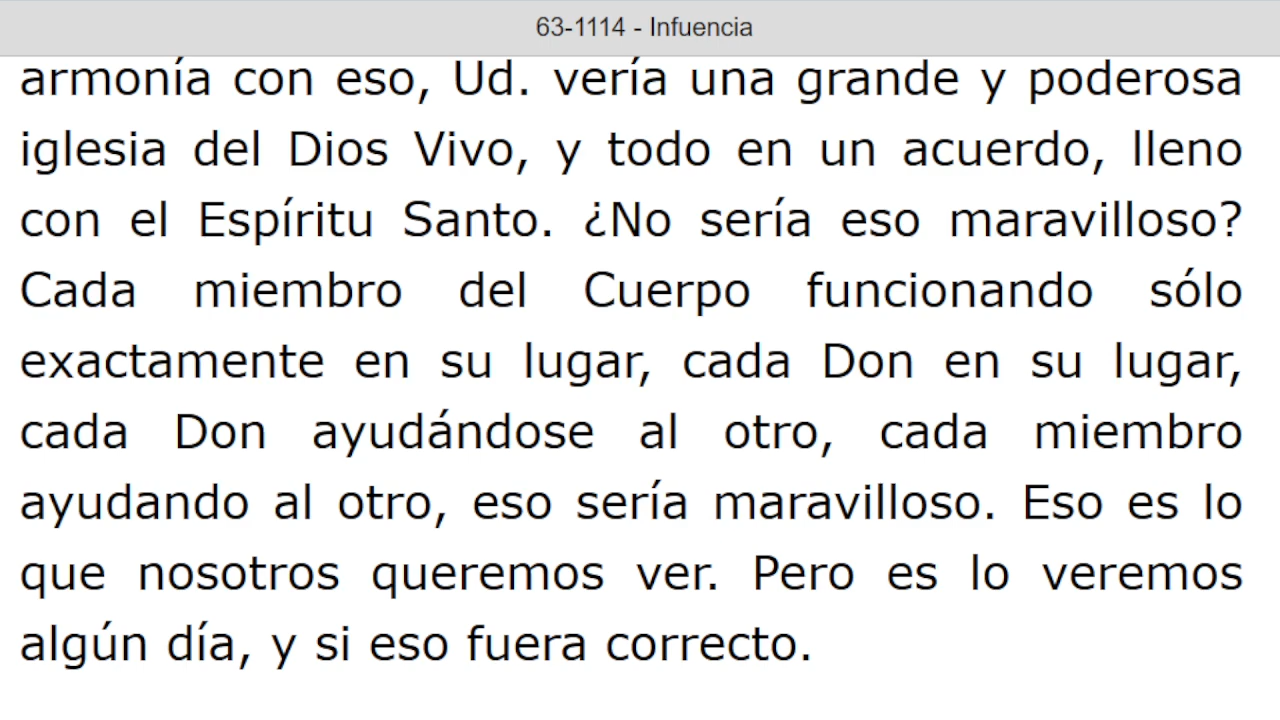 63-1114 - Infuencia
armonía con eso, Ud. vería una grande y poderosa
iglesia del Dios Vivo, y todo en un acuerdo, lleno
con el Espíritu Santo. ¿No sería eso maravilloso?
Cada miembro del Cuerpo funcionando sólo
exactamente en su lugar, cada Don en su lugar,
cada Don ayudándose al otro, cada miembro
ayudando al otro, eso sería maravilloso. Eso es lo
que nosotros queremos ver. Pero es lo veremos
algún día, y si eso fuera correcto.